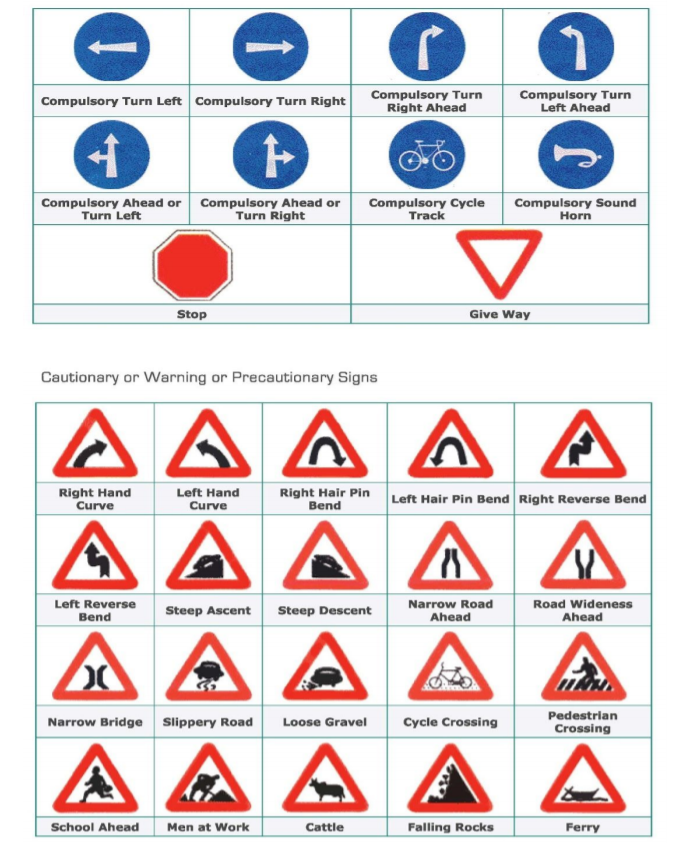 Compulsory Turn Left
Compulsory Turn Right
Compulsory Turn
Right Ahead
Compulsory Turn
Left Ahead
Compulsory Ahead or
Turn Left
Compulsory Ahead or
Turn Right
Compulsory Cycle
Track
Compulsory Sound
Horn
Stop
Give Way
Cautionary or Warning or Precautionary Signs
Right Hand
Curve
Left Hand
Curve
Right Hair Pin
Bend
Left Hair Pin Bend
Right Reverse Bend
Left Reverse
Bend
Steep Ascent
Steep Descent
Narrow Road
Ahead
Road Wideness
Ahead
Narrow Bridge
Slippery Road
Loose Gravel
Cycle Crossing
Pedestrian
Crossing
School Ahead
Men at Work
Cattle
Falling Rocks
Ferry